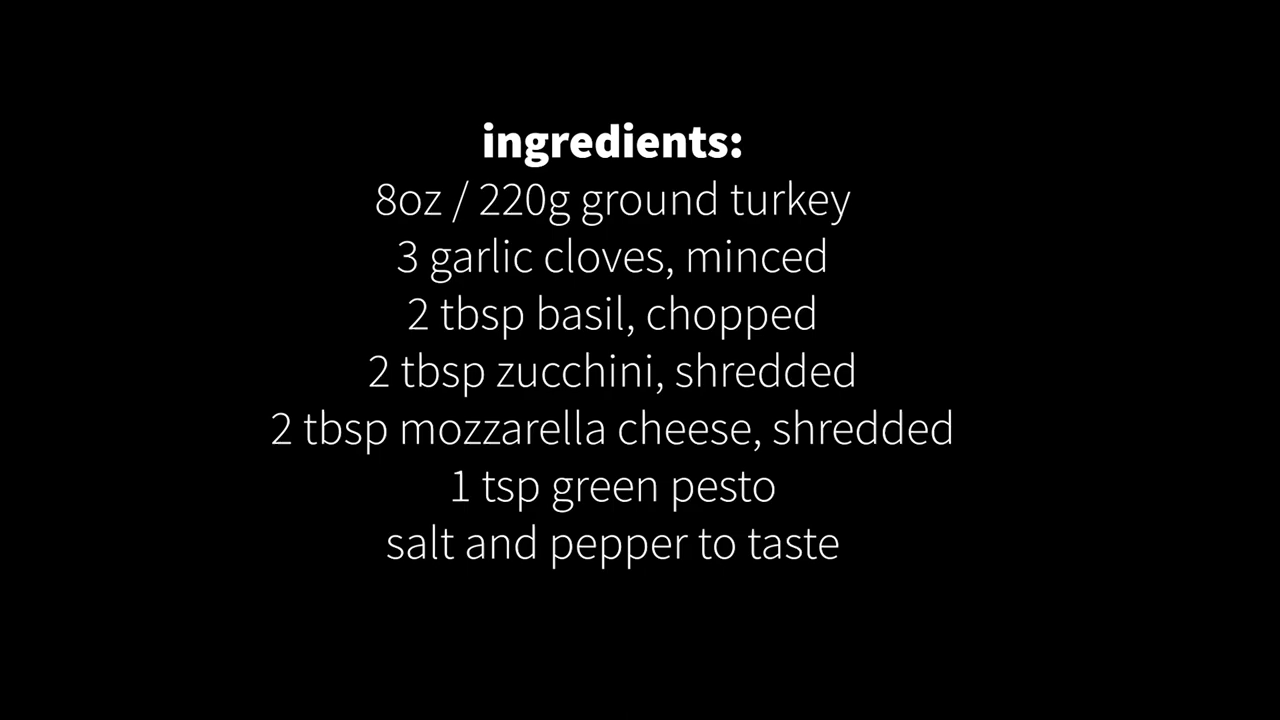 ingredients:
8oz / 220g ground turkey
3 garlic cloves, minced
2 tbsp basil, chopped
2 tbsp zucchini, shredded
2 tbsp mozzarella cheese, shredded
1 tsp green pesto
salt and pepper to taste